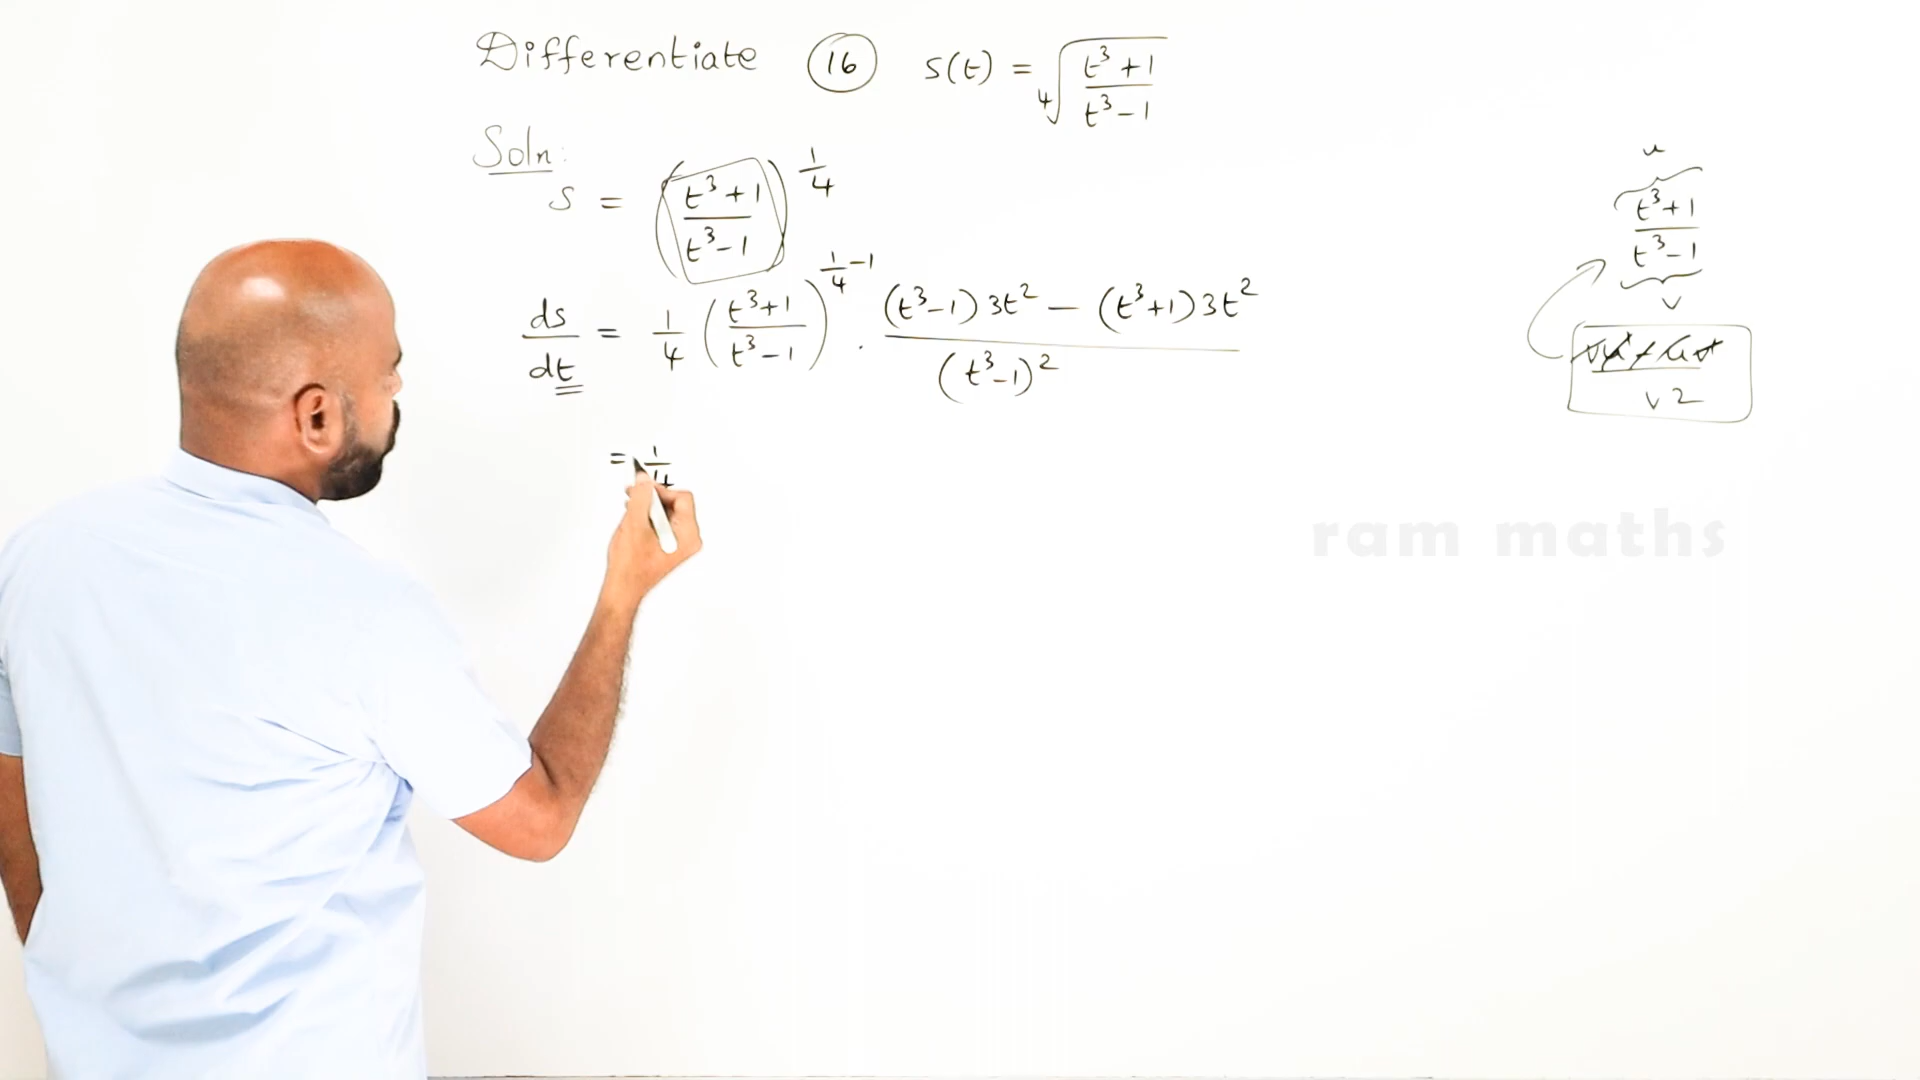 Differentiate (16) s(t) = ∜((t³+1)/(t³-1))
Soln:
s = ((t³+1)/(t³-1))^(1/4)
ds/dt = 1/4 ((t³+1)/(t³-1))^(1/4 -1) . ((t³-1)3t² - (t³+1)3t²)/(t³-1)²
= 1/4
u
t³+1
t³-1
v
v2
ram maths